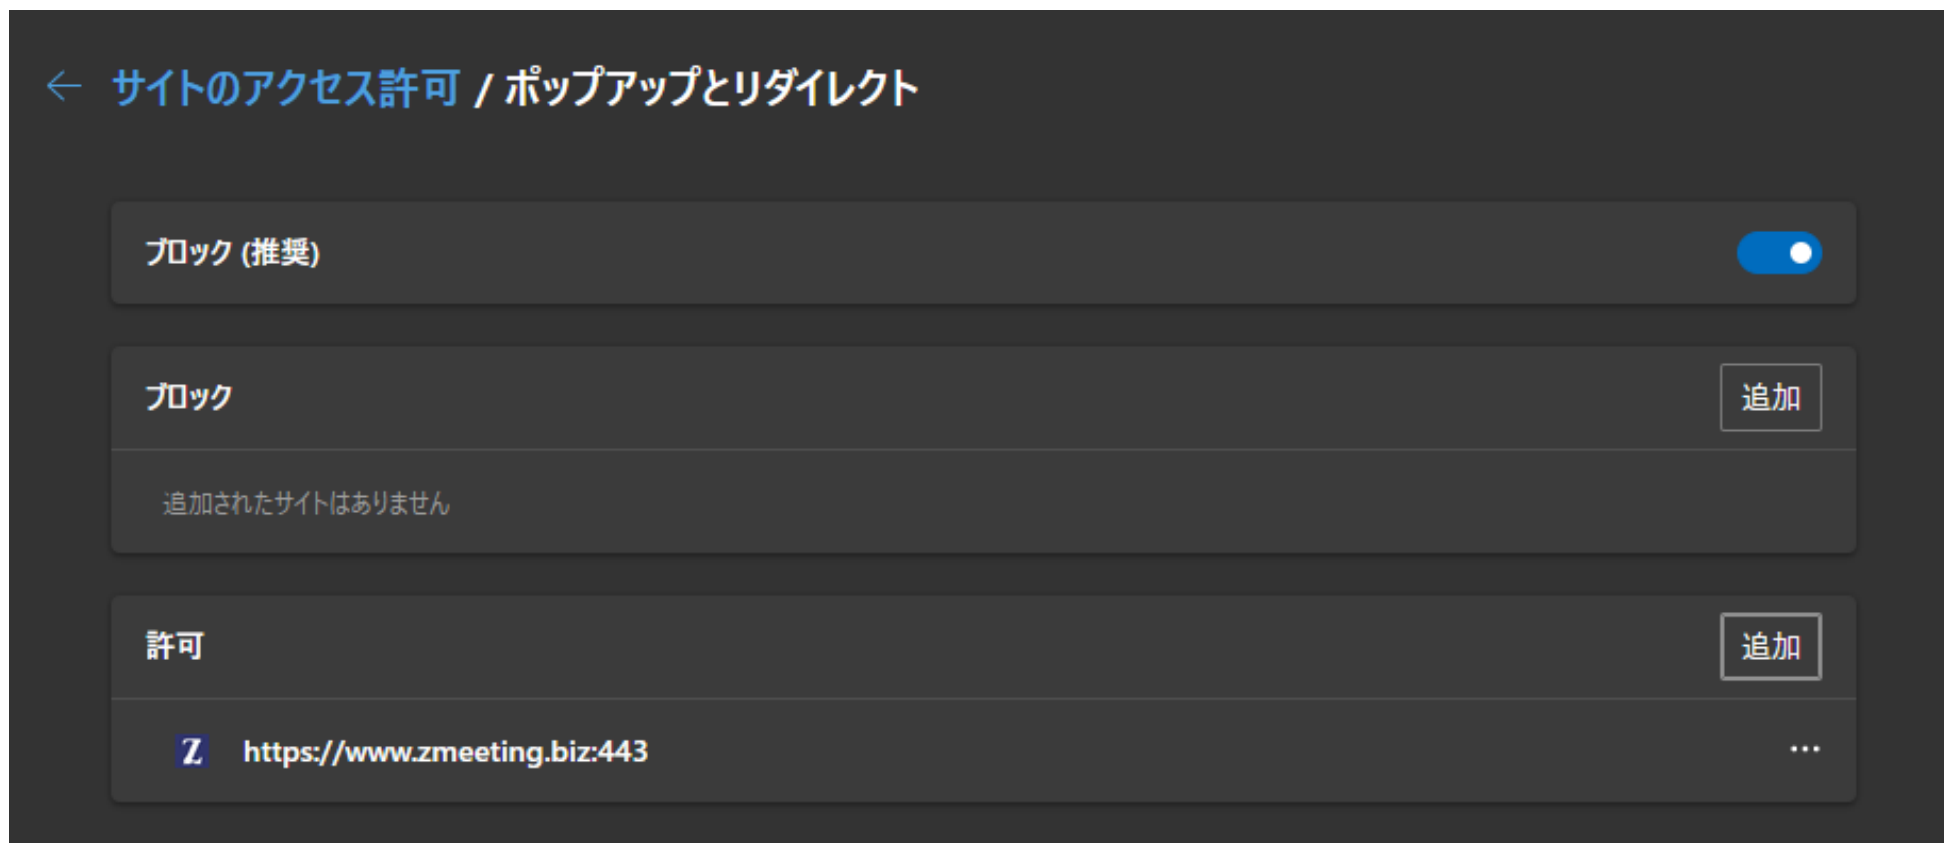 サイトのアクセス許可 / ポップアップとリダイレクト
ブロック (推奨)
ブロック
追加
追加されたサイトはありません
許可
追加
Z https://www.zmeeting.biz:443